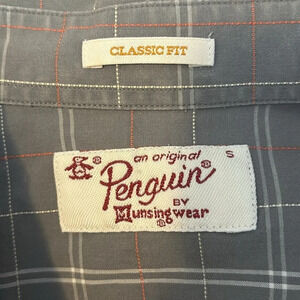 CLASSIC FIT
an original
S
Penguin®
BY
Munsingwear
®